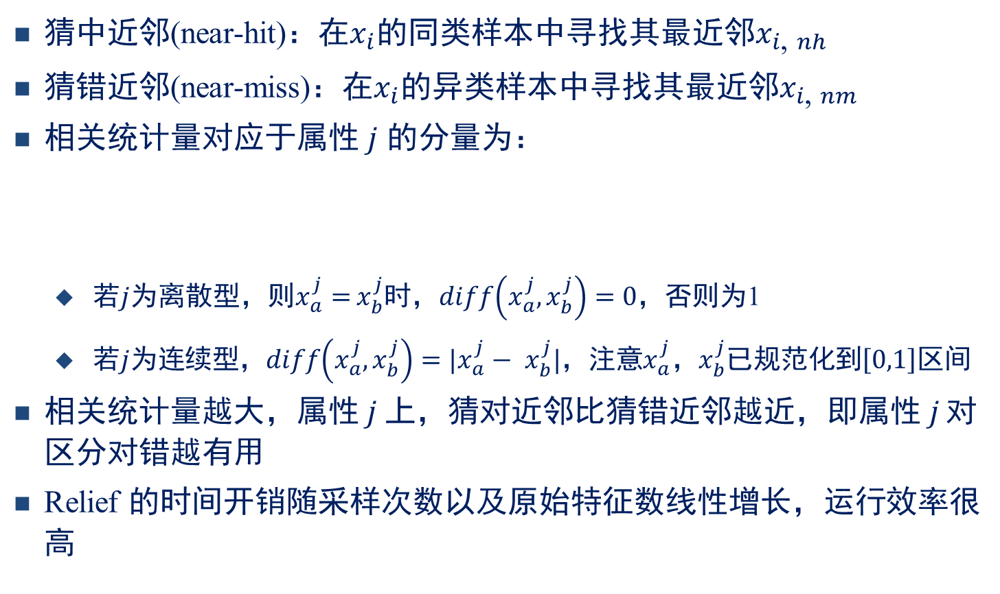 猜中近邻(near-hit)：在$x_i$的同类样本中寻找其最近邻$x_{i, nh}$
猜错近邻(near-miss)：在$x_i$的异类样本中寻找其最近邻$x_{i, nm}$
相关统计量对应于属性 $j$ 的分量为：
若$j$为离散型，则$x_a^j = x_b^j$时，$diff(x_a^j, x_b^j) = 0$，否则为1
若$j$为连续型，$diff(x_a^j, x_b^j) = |x_a^j - x_b^j|$，注意$x_a^j$，$x_b^j$已规范化到[0,1]区间
相关统计量越大，属性 $j$ 上，猜对近邻比猜错近邻越近，即属性 $j$ 对
区分对错越有用
Relief 的时间开销随采样次数以及原始特征数线性增长，运行效率很
高